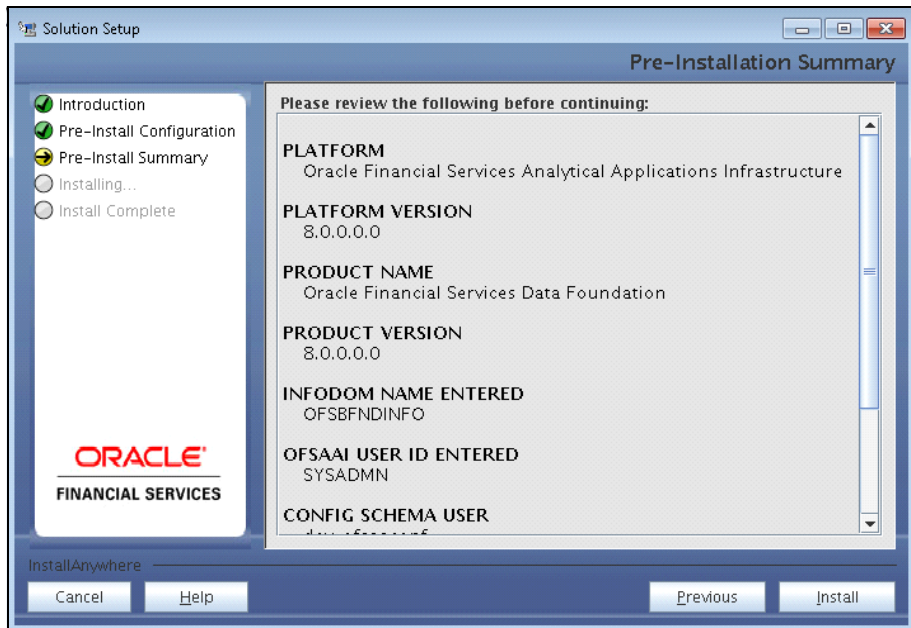 Solution Setup
Pre-Installation Summary
Introduction
Pre-Install Configuration
Pre-Install Summary
Installing...
Install Complete
ORACLE®
FINANCIAL SERVICES
Please review the following before continuing:
PLATFORM
Oracle Financial Services Analytical Applications Infrastructure
PLATFORM VERSION
8.0.0.0.0
PRODUCT NAME
Oracle Financial Services Data Foundation
PRODUCT VERSION
8.0.0.0.0
INFODOM NAME ENTERED
OFSBFNDINFO
OFSAAI USER ID ENTERED
SYSADMN
CONFIG SCHEMA USER
InstallAnywhere
Cancel
Help
Previous
Install